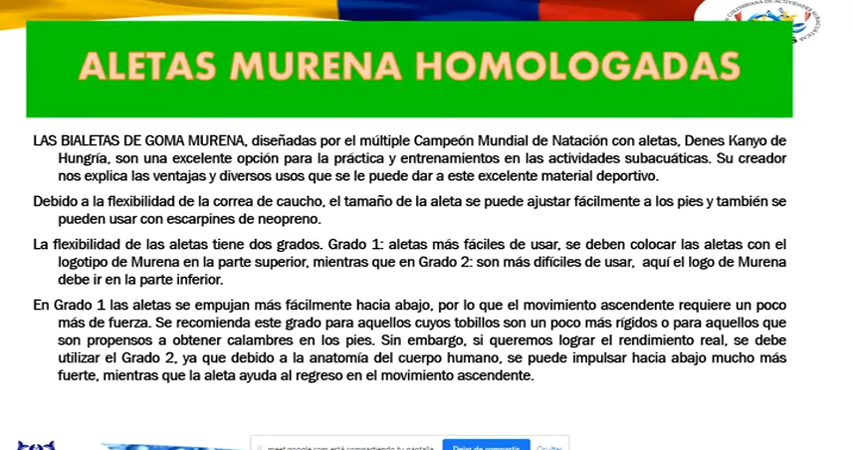 COLOMBIANA DE ACTIVIDADES SUBACUÁTICAS
ALETAS MURENA HOMOLOGADAS
LAS BIALETAS DE GOMA MURENA, diseñadas por el múltiple Campeón Mundial de Natación con aletas, Denes Kanyo de
Hungría, son una excelente opción para la práctica y entrenamientos en las actividades subacuáticas. Su creador
nos explica las ventajas y diversos usos que se le puede dar a este excelente material deportivo.
Debido a la flexibilidad de la correa de caucho, el tamaño de la aleta se puede ajustar fácilmente a los pies y también se
pueden usar con escarpines de neopreno.
La flexibilidad de las aletas tiene dos grados. Grado 1: aletas más fáciles de usar, se deben colocar las aletas con el
logotipo de Murena en la parte superior, mientras que en Grado 2: son más difíciles de usar, aquí el logo de Murena
debe ir en la parte inferior.
En Grado 1 las aletas se empujan más fácilmente hacia abajo, por lo que el movimiento ascendente requiere un poco
más de fuerza. Se recomienda este grado para aquellos cuyos tobillos son un poco más rígidos o para aquellos que
son propensos a obtener calambres en los pies. Sin embargo, si queremos lograr el rendimiento real, se debe
utilizar el Grado 2, ya que debido a la anatomía del cuerpo humano, se puede impulsar hacia abajo mucho más
fuerte, mientras que la aleta ayuda al regreso en el movimiento ascendente.
meet.google.com está compartiendo tu pantalla. Dejar de compartir Ocultar